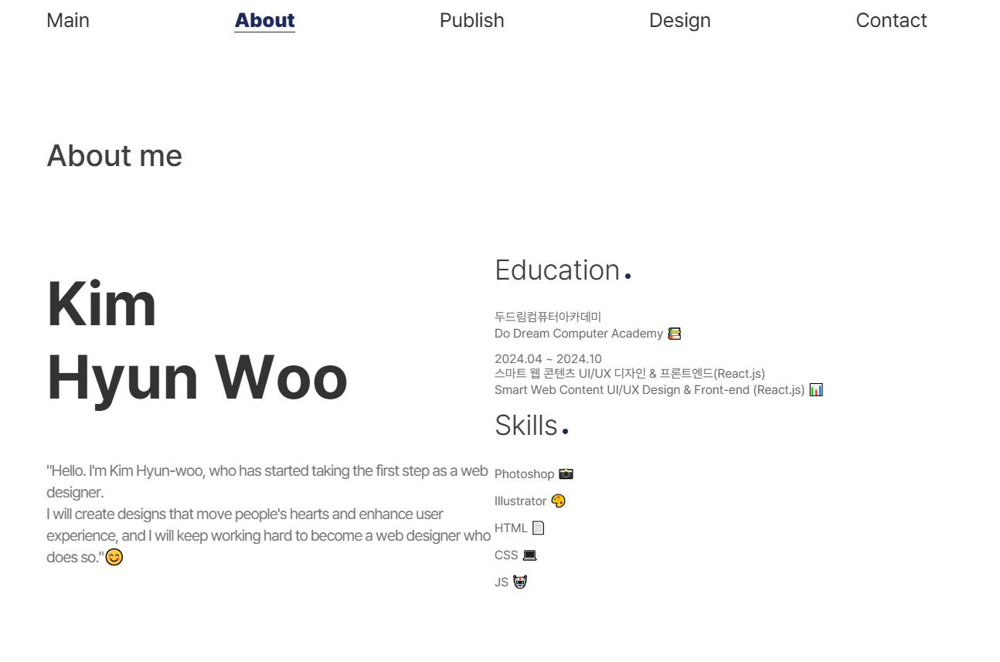 Main
About
Publish
Design
Contact
About me
Kim
Hyun Woo
"Hello. I'm Kim Hyun-woo, who has started taking the first step as a web
designer.
I will create designs that move people's hearts and enhance user
experience, and I will keep working hard to become a web designer who
does so."😊
Education.
두드림컴퓨터아카데미
Do Dream Computer Academy 📚
2024.04 ~ 2024.10
스마트 웹 콘텐츠 UI/UX 디자인 & 프론트엔드(React.js)
Smart Web Content UI/UX Design & Front-end (React.js) 📊
Skills.
Photoshop 📸
Illustrator 🎨
HTML 📄
CSS 💻
JS 🤖